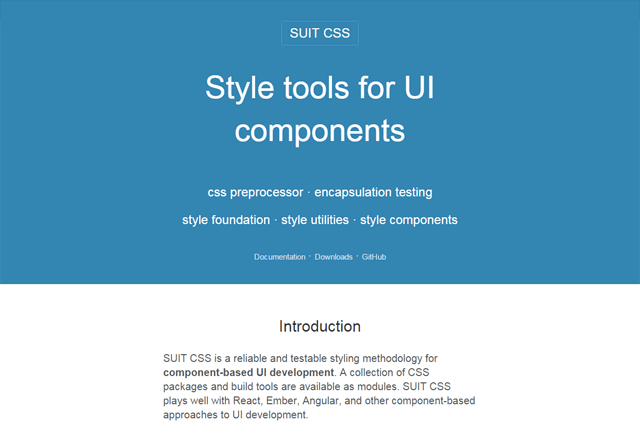 SUIT CSS
Style tools for UI
components
css preprocessor · encapsulation testing
style foundation · style utilities · style components
Documentation · Downloads · GitHub
Introduction
SUIT CSS is a reliable and testable styling methodology for
component-based UI development. A collection of CSS
packages and build tools are available as modules. SUIT CSS
plays well with React, Ember, Angular, and other component-based
approaches to UI development.